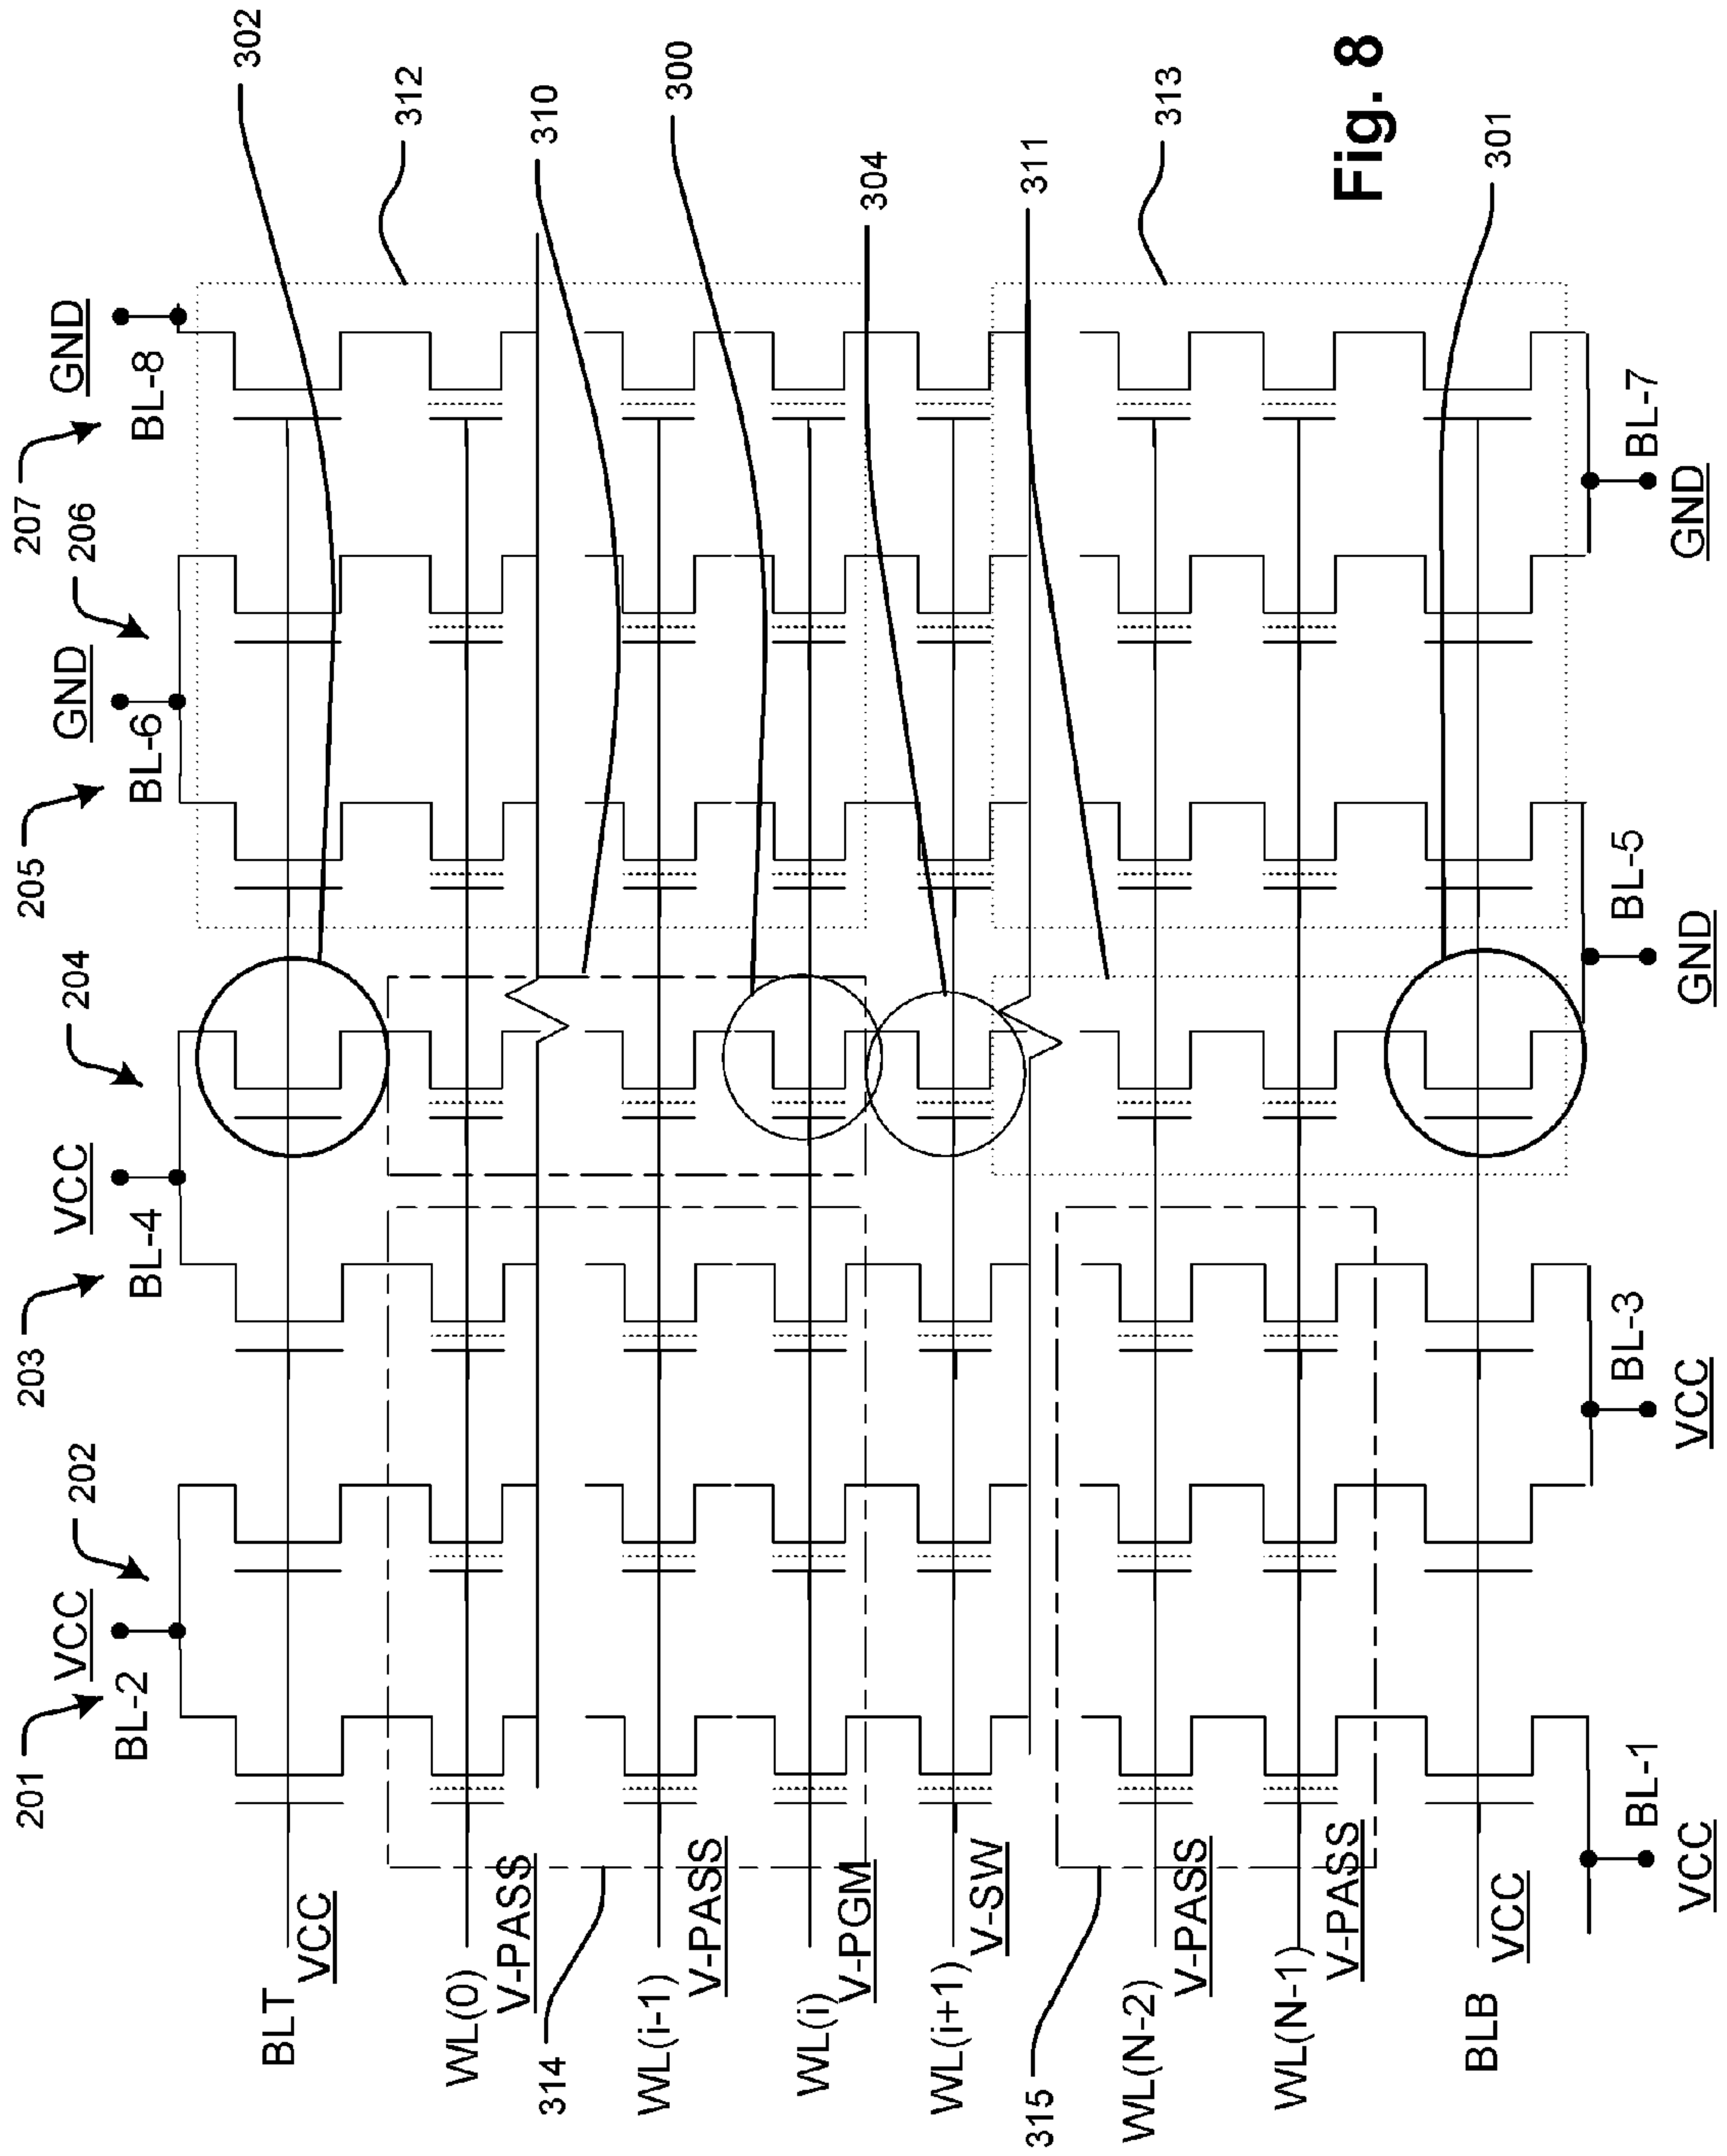 302
312
310
300
304
311
313
301
Fig. 8
GND
BL-8
207
206
GND
BL-6
205
204
VCC
BL-4
203
202
VCC
BL-2
201
BL-7
GND
BL-5
GND
BL-3
VCC
BL-1
VCC
BLT
VCC
WL(0)
V-PASS
314
WL(i-1)
V-PASS
WL(i)
V-PGM
WL(i+1)
V-SW
315
WL(N-2)
V-PASS
WL(N-1)
V-PASS
BLB
VCC